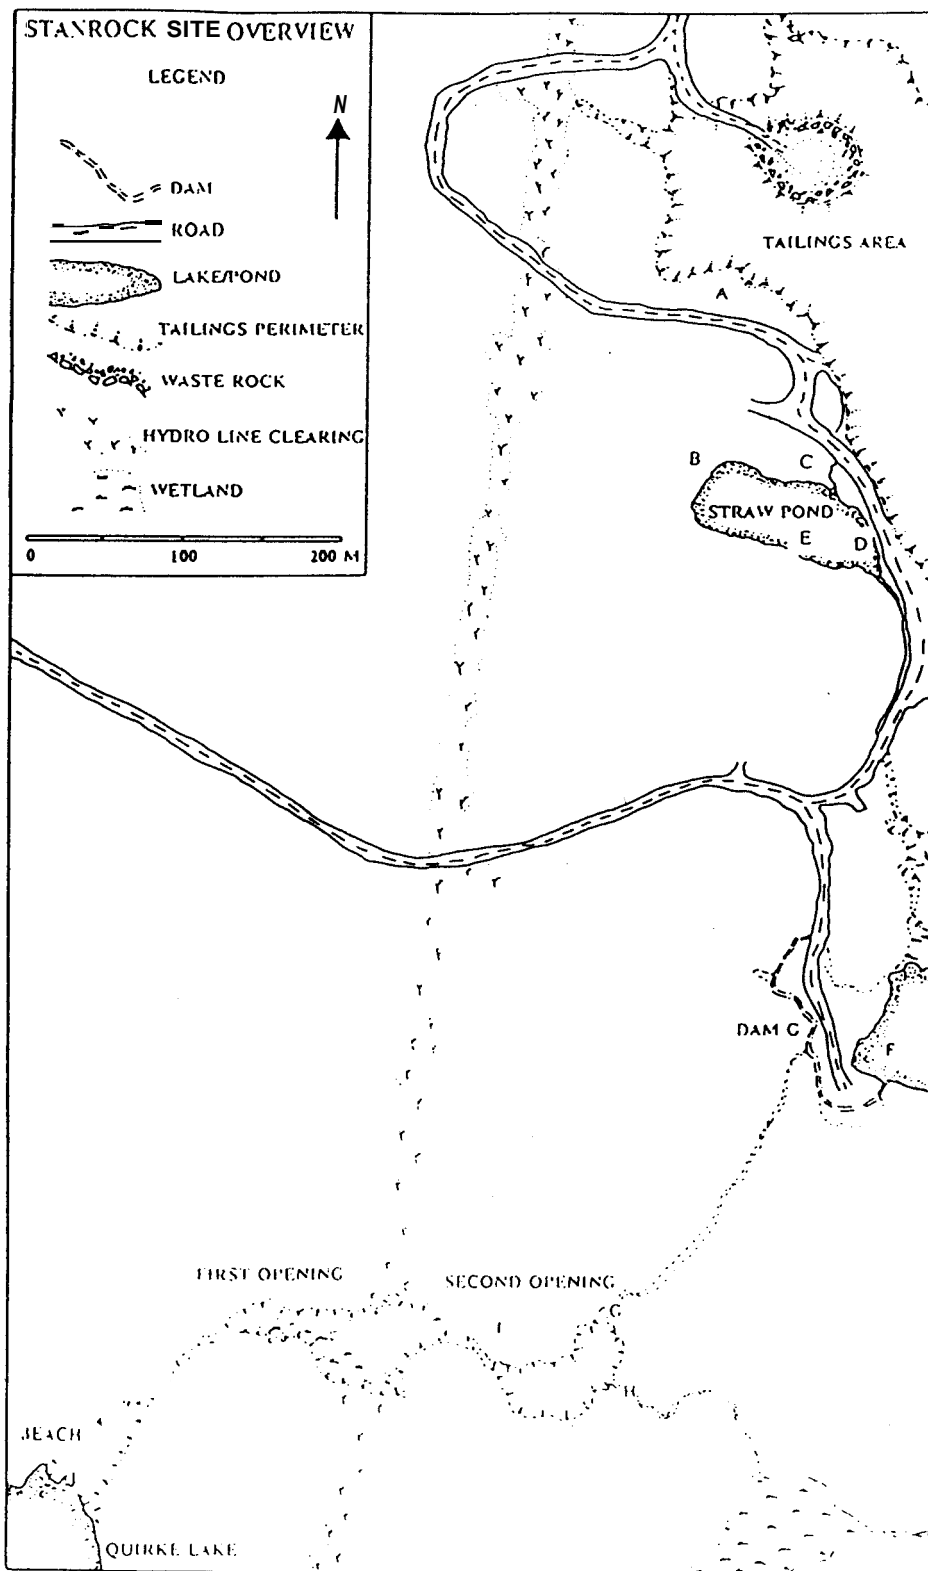 STANROCK SITE OVERVIEW
LEGEND
N
DAM
ROAD
LAKE/POND
TAILINGS PERIMETER
WASTE ROCK
HYDRO LINE CLEARING
WETLAND
0 100 200 M
TAILINGS AREA
A
B C
STRAW POND
E D
DAM G
F
FIRST OPENING
SECOND OPENING
G
I
H
BEACH
J
QUIRKE LAKE